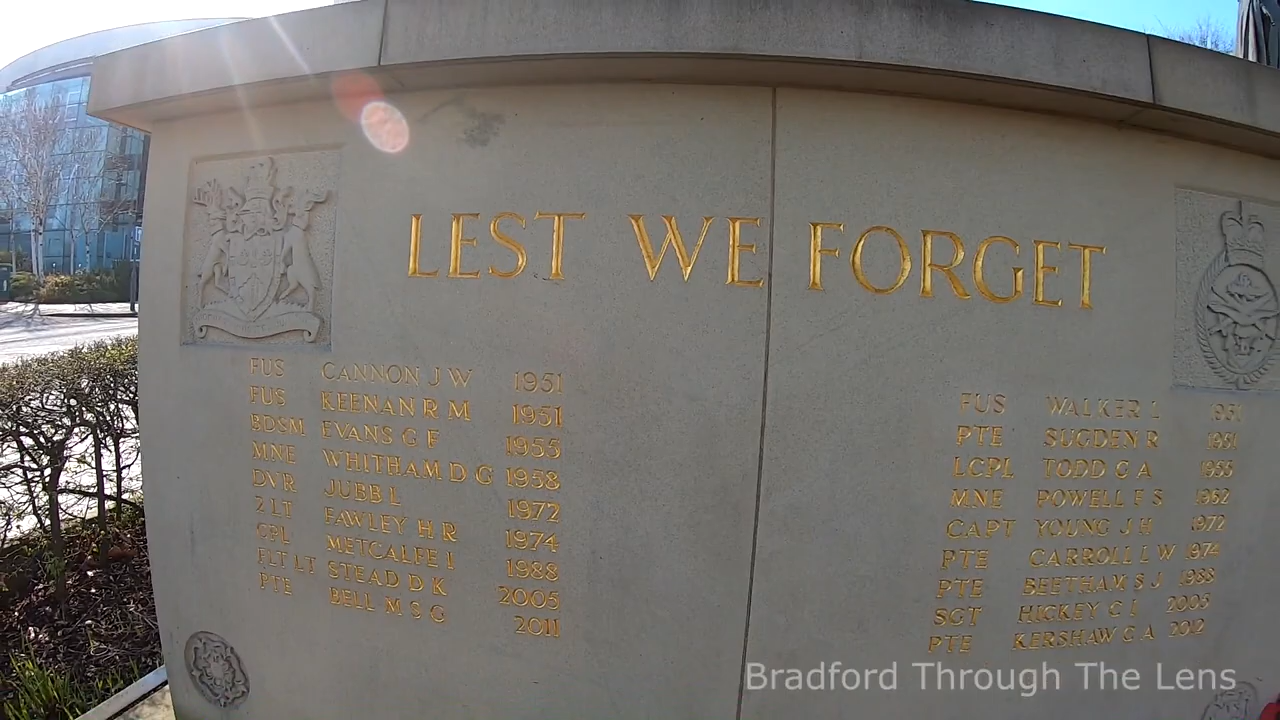 LEST WE FORGET
FUS CANNON J W 1951
FUS KEENAN R M 1951
BDSM EVANS G F 1955
MNE WHITHAM D G 1958
DVR JUBB L 1972
2 LT FAWLEY H R 1974
CPL METCALFE I 1988
FLT LT STEAD D K 2005
PTE BELL M S G 2011
FUS WALKER L 1951
PTE SUGDEN R 1951
LCPL TODD C A 1955
MNE POWELL F S 1962
CAPT YOUNG J H 1972
PTE CARROLL L W 1974
PTE BEETHAM S J 1988
SGT HICKEY C I 2005
PTE KERSHAW C A 2012
Bradford Through The Lens